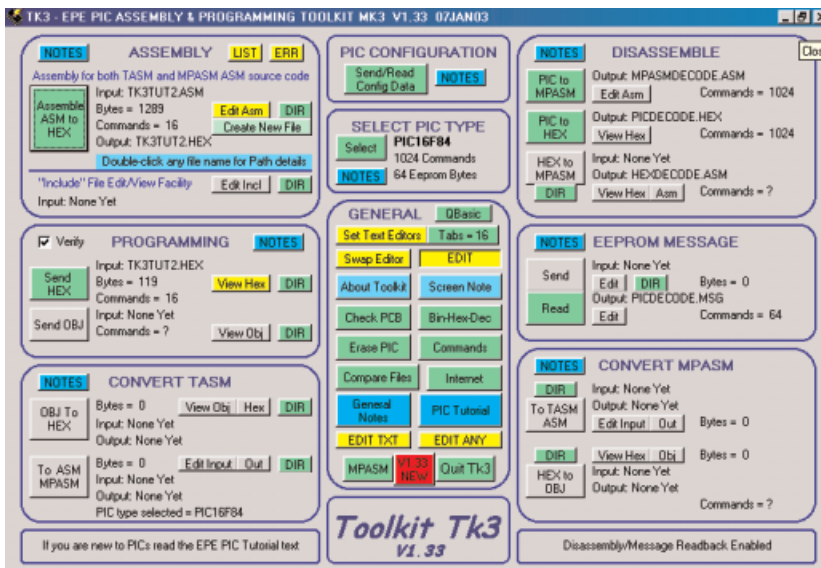 TK3 - EPE PIC ASSEMBLY & PROGRAMMING TOOLKIT MK3 V1.33 07JAN03
NOTES ASSEMBLY LIST ERR
Assembly for both TASM and MPASM ASM source code
Assemble ASM to HEX
Input: TK3TUT2.ASM
Bytes = 1289 Edit Asm DIR
Commands = 16 Create New File
Output: TK3TUT2.HEX
Double-click any file name for Path details
"Include" File Edit/View Facility Edit Incl DIR
Input: None Yet
Verify PROGRAMMING NOTES
Send HEX
Input: TK3TUT2.HEX
Bytes = 119 View Hex DIR
Commands = 16
Send OBJ
Input: None Yet
Commands = ? View Obj DIR
NOTES CONVERT TASM
OBJ To HEX
Bytes = 0 View Obj Hex DIR
Input: None Yet
Output: None Yet
To ASM MPASM
Bytes = 0 Edit Input Out DIR
Input: None Yet
Output: None Yet
PIC type selected = PIC16F84
If you are new to PICs read the EPE PIC Tutorial text
PIC CONFIGURATION
Send/Read Config Data NOTES
SELECT PIC TYPE
Select PIC16F84
1024 Commands
NOTES 64 Eeprom Bytes
GENERAL QBasic
Set Text Editors Tabs = 16
Swap Editor EDIT
About Toolkit Screen Note
Check PCB Bin-Hex-Dec
Erase PIC Commands
Compare Files Internet
General Notes PIC Tutorial
EDIT TXT EDIT ANY
MPASM V1.33 NEW Quit Tk3
Toolkit Tk3
V1.33
NOTES DISASSEMBLE
Clos
PIC to MPASM
Output: MPASMDECODE.ASM
Edit Asm Commands = 1024
PIC to HEX
Output: PICDECODE.HEX
View Hex Commands = 1024
HEX to MPASM
Input: None Yet
Output: HEXDECODE.ASM
DIR View Hex Asm Commands = ?
NOTES EEPROM MESSAGE
Send
Input: None Yet
Edit DIR Bytes = 0
Read
Output: PICDECODE.MSG
Edit Commands = 64
NOTES CONVERT MPASM
DIR Input: None Yet
To TASM ASM
Output: None Yet
Edit Input Out Bytes = 0
DIR View Hex Obj Bytes = 0
HEX to OBJ
Input: None Yet
Output: None Yet
Commands = ?
Disassembly/Message Readback Enabled